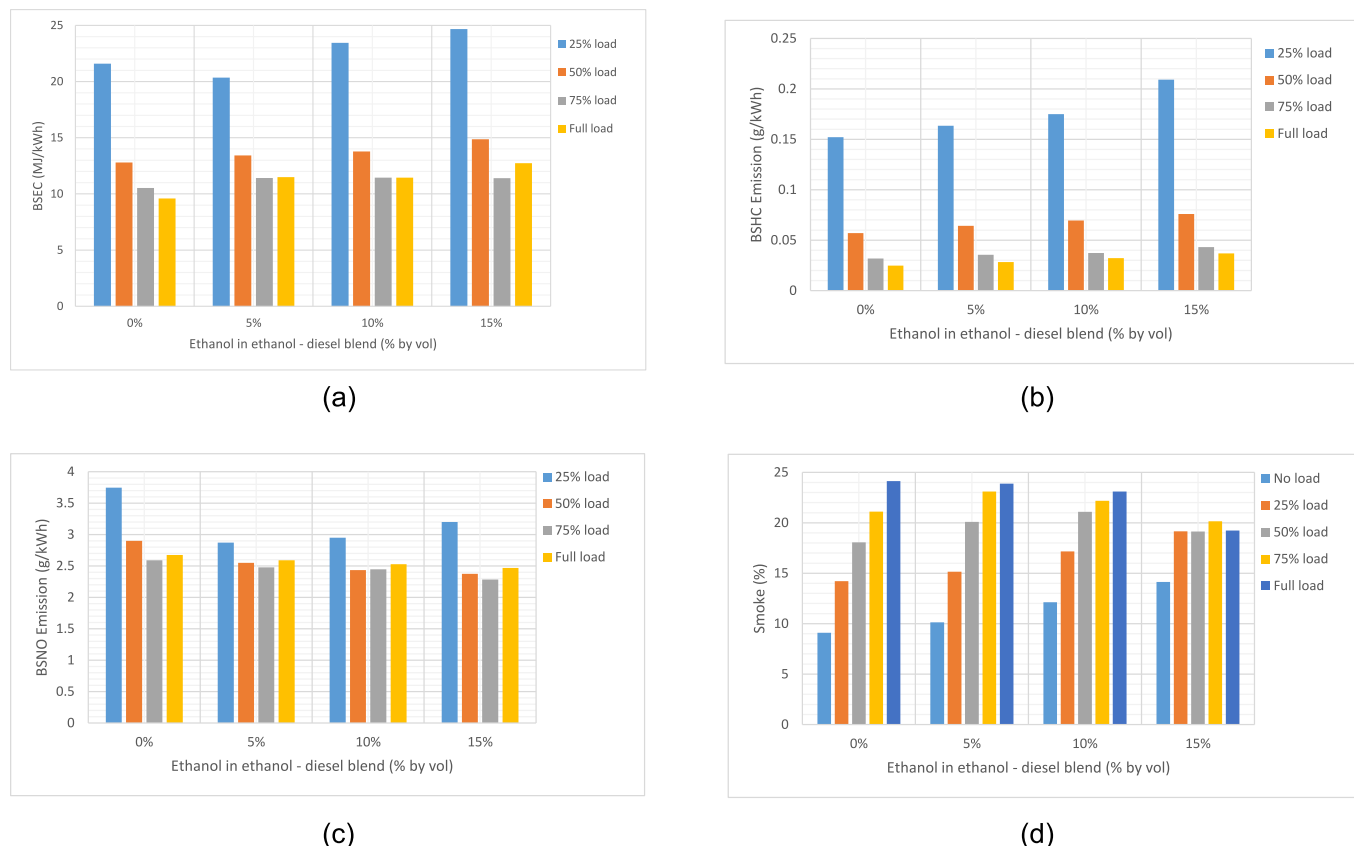 25
20
15
10
5
0
BSEC (MJ/kWh)
0% 5% 10% 15%
Ethanol in ethanol - diesel blend (% by vol)
25% load
50% load
75% load
Full load
(a)
0.25
0.2
0.15
0.1
0.05
0
BSHC Emission (g/kWh)
0% 5% 10% 15%
Ethanol in ethanol - diesel blend (% by vol)
25% load
50% load
75% load
Full load
(b)
4
3.5
3
2.5
2
1.5
1
0.5
0
BSNO Emission (g/kWh)
0% 5% 10% 15%
Ethanol in ethanol - diesel blend (% by vol)
25% load
50% load
75% load
Full load
(c)
25
20
15
10
5
0
Smoke (%)
0% 5% 10% 15%
Ethanol in ethanol - diesel blend (% by vol)
No load
25% load
50% load
75% load
Full load
(d)